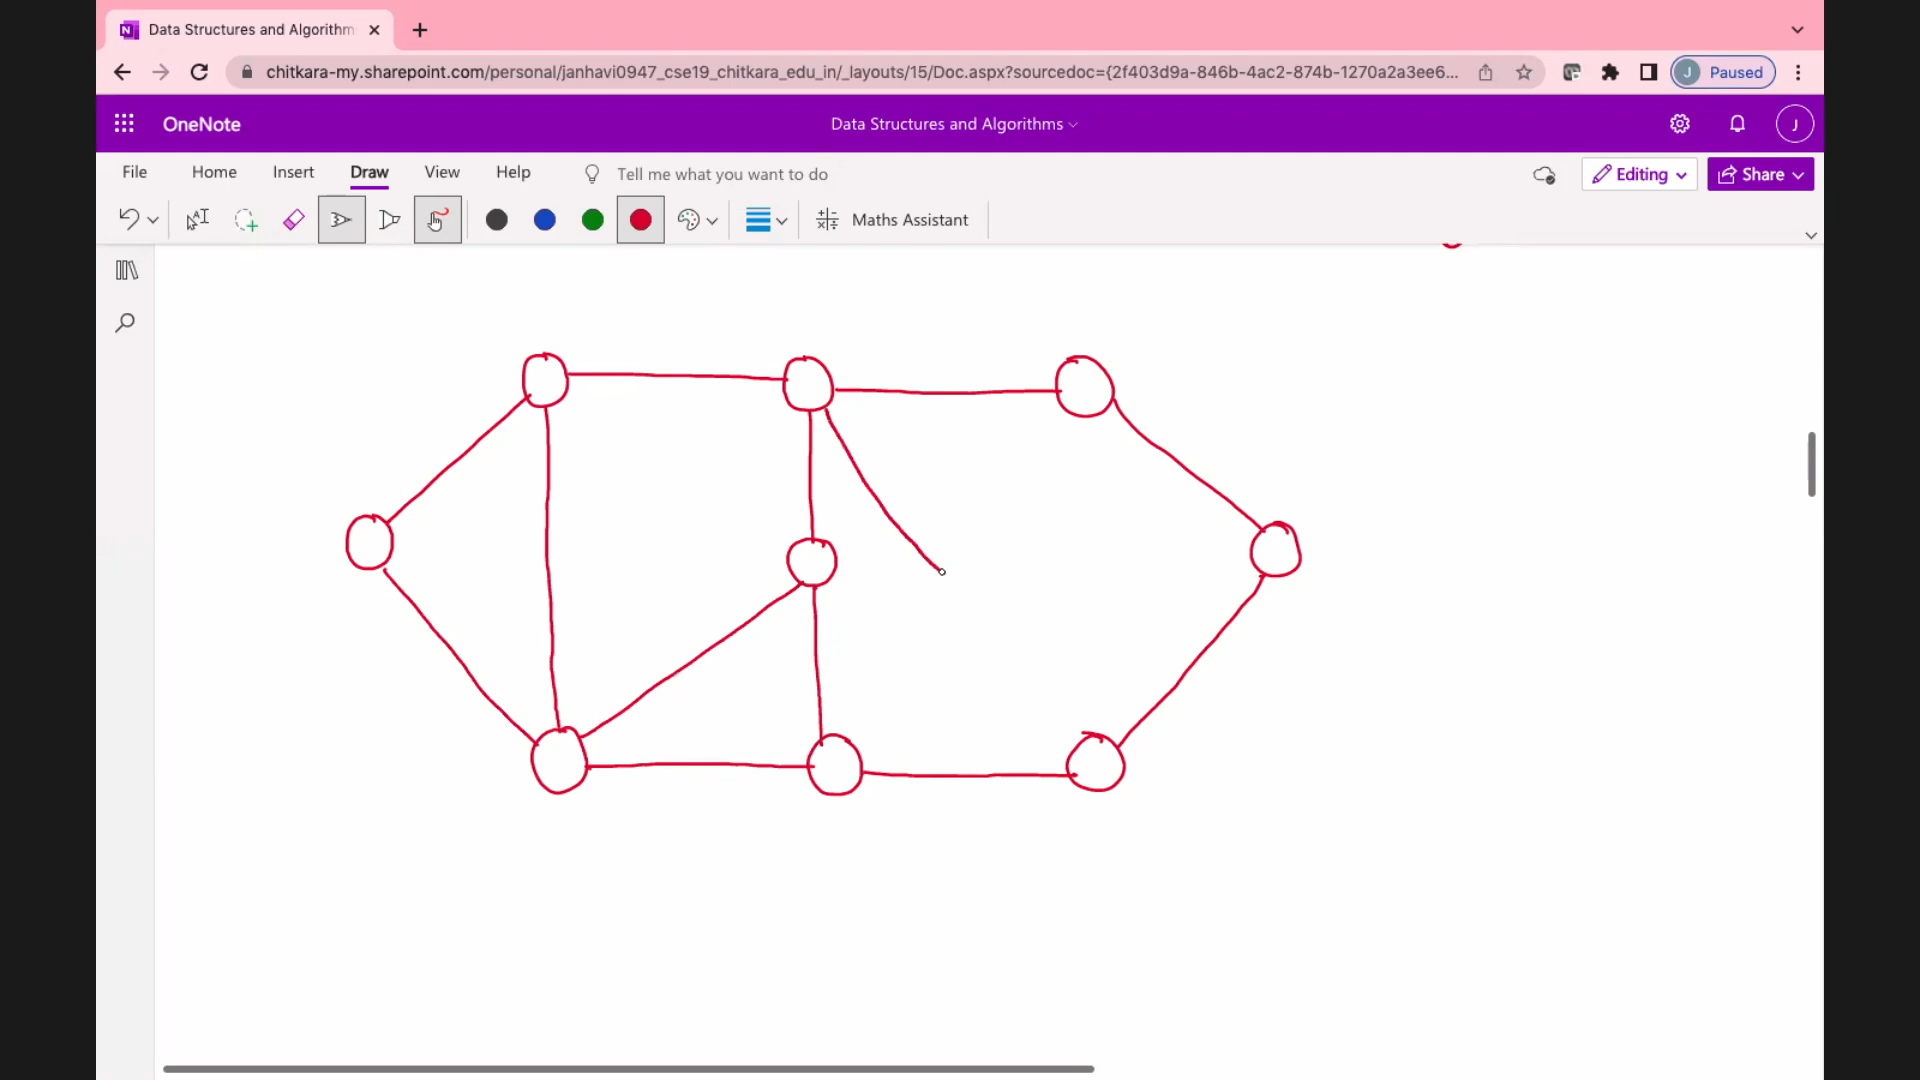 Data Structures and Algorithm
chitkara-my.sharepoint.com/personal/janhavi0947_cse19_chitkara_edu_in/_layouts/15/Doc.aspx?sourcedoc={2f403d9a-846b-4ac2-874b-1270a2a3ee6... J Paused
OneNote Data Structures and Algorithms J
File Home Insert Draw View Help Tell me what you want to do Editing Share
Maths Assistant